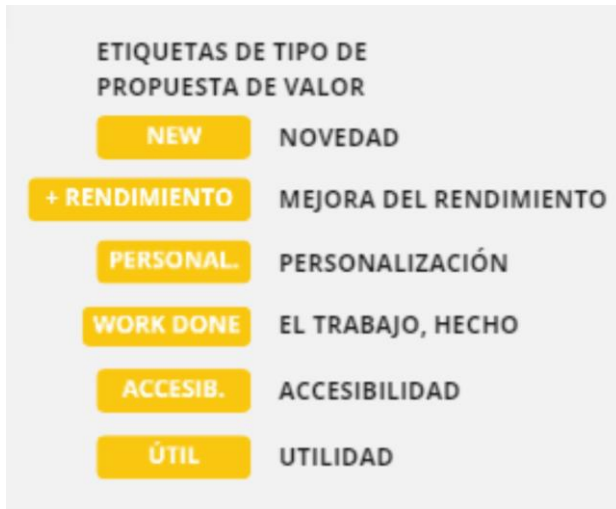 ETIQUETAS DE TIPO DE
PROPUESTA DE VALOR
NEW NOVEDAD
+ RENDIMIENTO MEJORA DEL RENDIMIENTO
PERSONAL. PERSONALIZACIÓN
WORK DONE EL TRABAJO, HECHO
ACCESIB. ACCESIBILIDAD
ÚTIL UTILIDAD